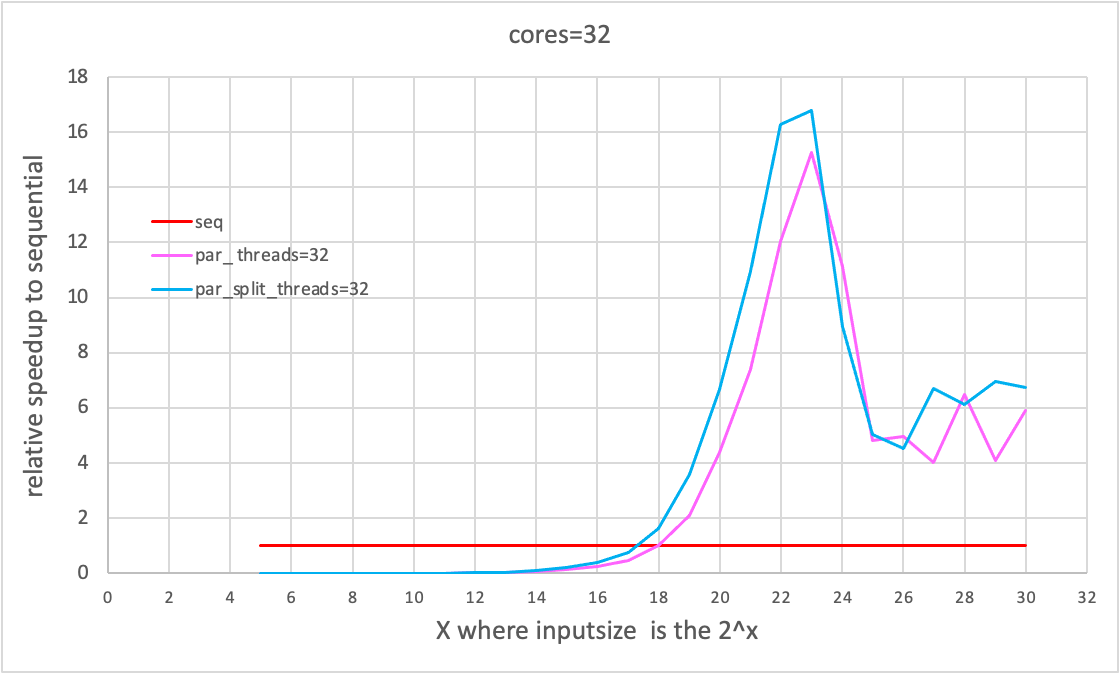 cores=32
18
16
14
12
10
8
6
4
2
0
relative speedup to sequential
seq
par_ threads=32
par_split_threads=32
0 2 4 6 8 10 12 14 16 18 20 22 24 26 28 30 32
X where inputsize  is the 2^x